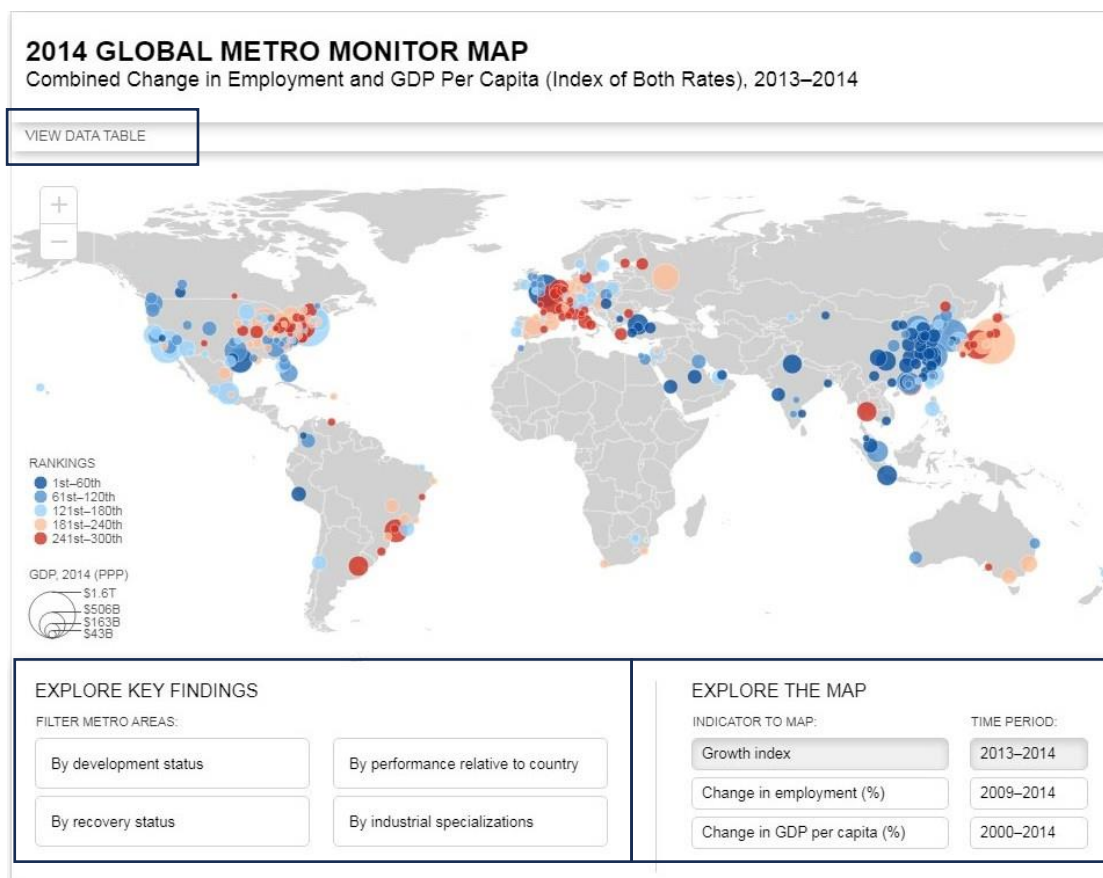 2014 GLOBAL METRO MONITOR MAP
Combined Change in Employment and GDP Per Capita (Index of Both Rates), 2013–2014
VIEW DATA TABLE
+
−
RANKINGS
1st–60th
61st–120th
121st–180th
181st–240th
241st–300th
GDP, 2014 (PPP)
$1.6T
$506B
$163B
$43B
EXPLORE KEY FINDINGS
FILTER METRO AREAS:
By development status
By performance relative to country
By recovery status
By industrial specializations
EXPLORE THE MAP
INDICATOR TO MAP:
TIME PERIOD:
Growth index
2013–2014
Change in employment (%)
2009–2014
Change in GDP per capita (%)
2000–2014